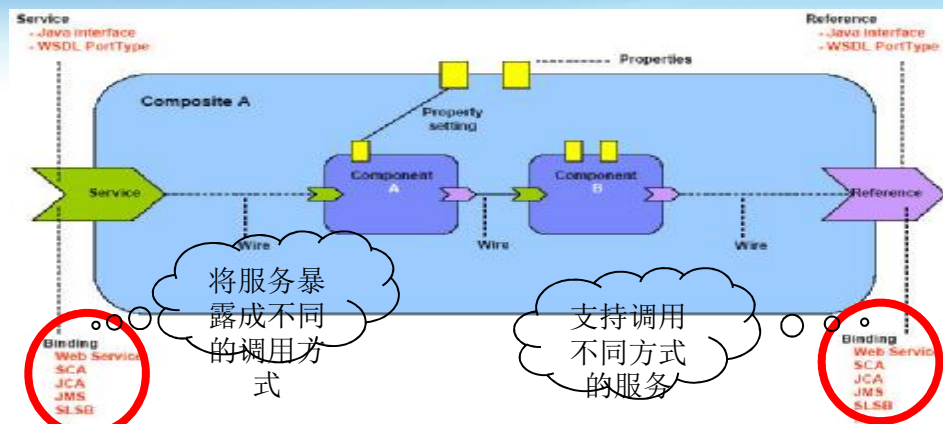 Service
- Java Interface
- WSDL PortType
Reference
- Java Interface
- WSDL PortType
Properties
Composite A
Property
setting
Service
Component
A
Component
B
Reference
Wire
Wire
Wire
将服务暴
露成不同
的调用方
式
支持调用
不同方式
的服务
Binding
Web Service
SCA
JCA
JMS
SLSB
Binding
Web Service
SCA
JCA
JMS
SLSB